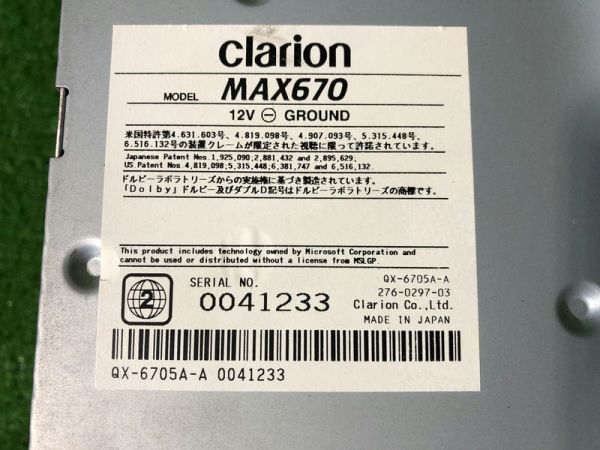 clarion
MODEL MAX670
12V ⊖ GROUND
米国特許第4.631.603号、4.819.098号、4.907.093号、5.315.448号、
6.516.132号の装置クレームが限定された視聴に限って許諾されています。
Japanese Patent Nos.1,925,090;2,881,432 and 2,895,629;
US Patent Nos.4,819,098;5,315,448;6,381,747 and 6,516,132.
ドルビーラボラトリーズからの実施権に基づき製造されています。
「Dolby」ドルビー及びダブルD記号はドルビーラボラトリーズの商標です。
This product includes technology owned by Microsoft Corporation and
cannot be used or distributed without a license from MSLGP.
2
SERIAL NO.
0041233
QX-6705A-A
276-0297-03
Clarion Co.,Ltd.
MADE IN JAPAN
QX-6705A-A 0041233